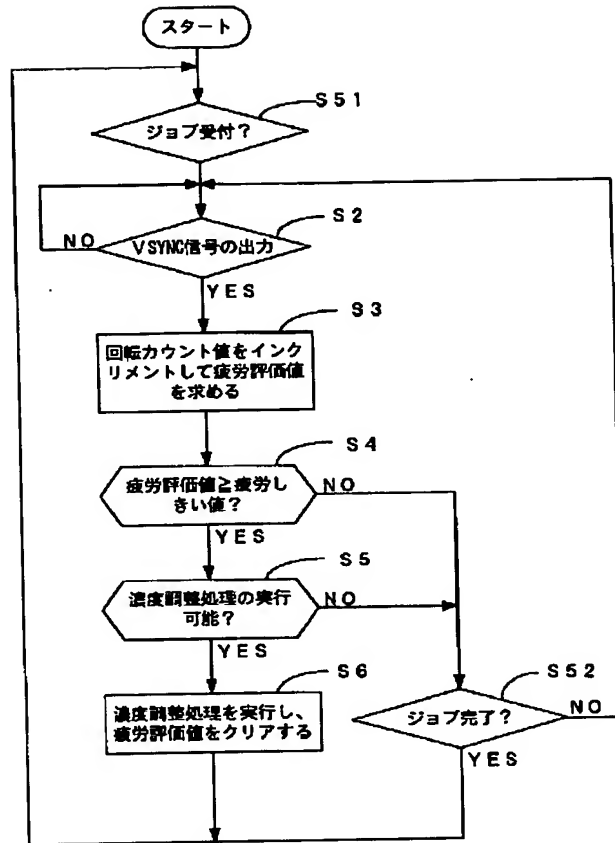 スタート
S51
ジョブ受付?
S2
NO
VSYNC信号の出力
YES
S3
回転カウント値をインク
リメントして疲労評価値
を求める
S4
疲労評価値≧疲労し
きい値?
NO
YES
S5
濃度調整処理の実行
可能?
NO
YES
S6
濃度調整処理を実行し、
疲労評価値をクリアする
S52
ジョブ完了?
NO
YES